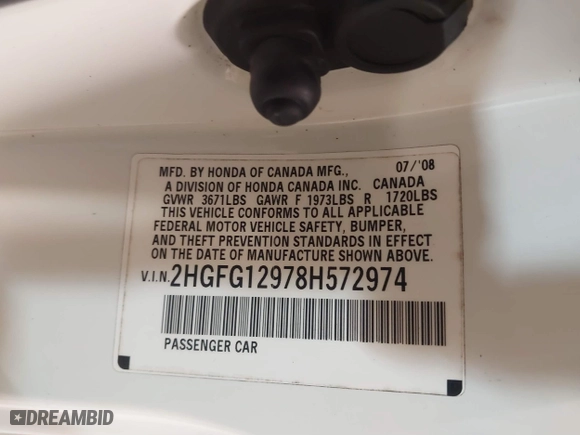 MFD. BY HONDA OF CANADA MFG., 07/'08
A DIVISION OF HONDA CANADA INC. CANADA
GVWR 3671LBS GAWR F 1973LBS R 1720LBS
THIS VEHICLE CONFORMS TO ALL APPLICABLE
FEDERAL MOTOR VEHICLE SAFETY, BUMPER,
AND THEFT PREVENTION STANDARDS IN EFFECT
ON THE DATE OF MANUFACTURE SHOWN ABOVE.
V.I.N. 2HGFG12978H572974
PASSENGER CAR
DREAMBID